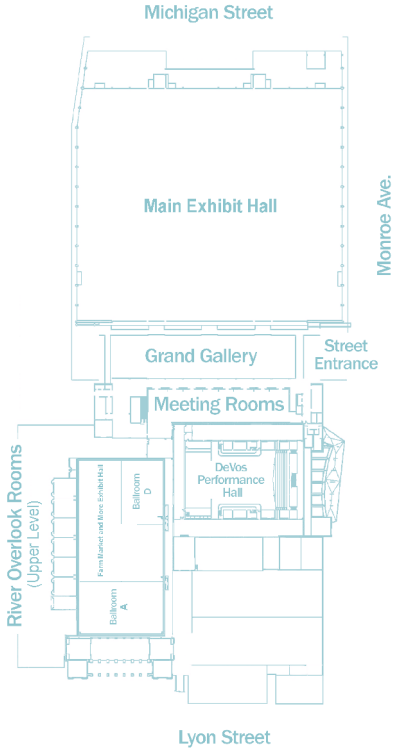 Michigan Street
Main Exhibit Hall
Monroe Ave.
Grand Gallery
Street
Entrance
Meeting Rooms
DeVos
Performance
Hall
River Overlook Rooms
(Upper Level)
Farm Market and More Exhibit Hall
Ballroom
D
Ballroom
A
Lyon Street